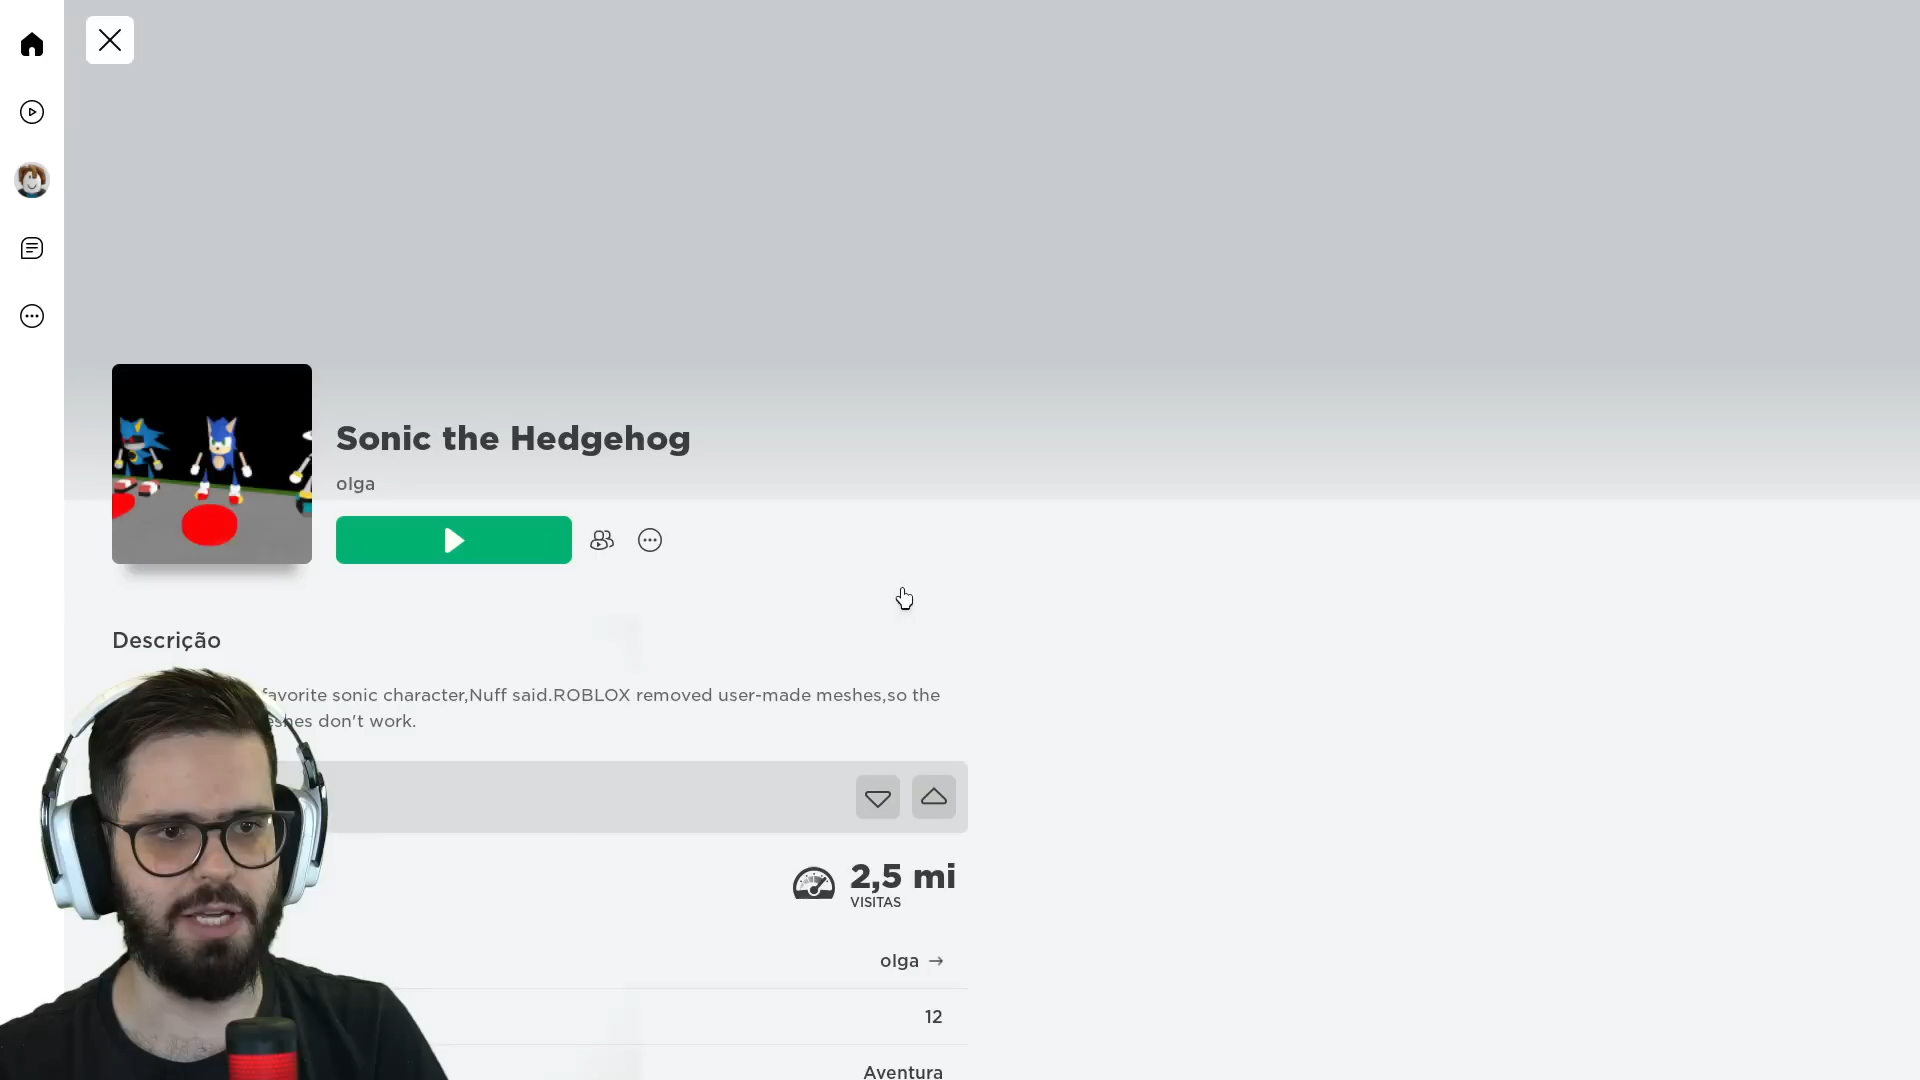 Sonic the Hedgehog
olga
Descrição
favorite sonic character,Nuff said.ROBLOX removed user-made meshes,so the
don't work.
2,5 mi
VISITAS
olga
12
Aventura